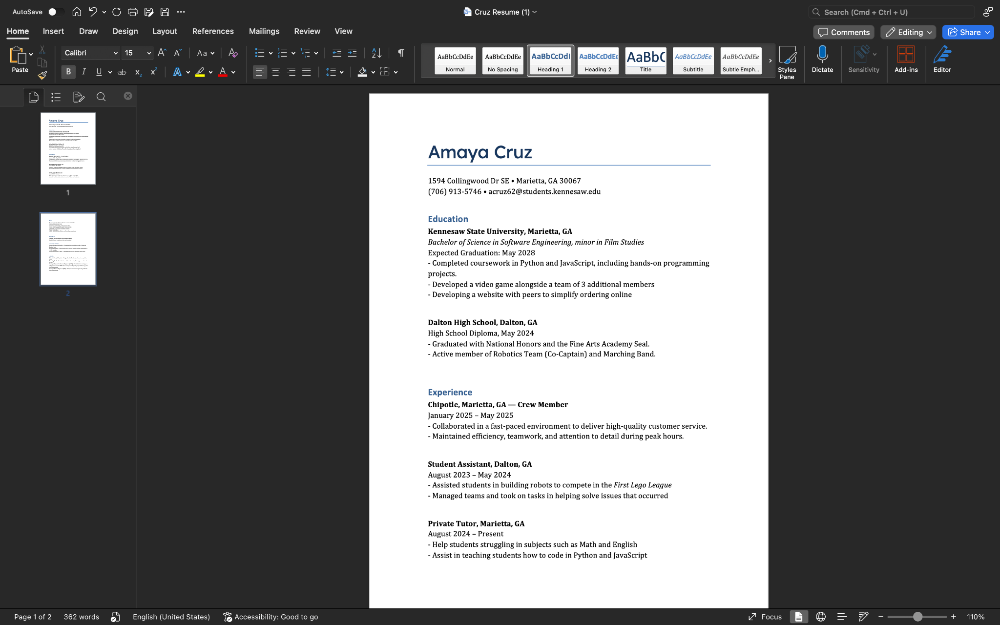 AutoSave
Cruz Resume (1)
Search (Cmd + Ctrl + U)
Home Insert Draw Design Layout References Mailings Review View
Comments Editing Share
Paste
Calibri 15
Aa
B I U ab x₂ x²
A A
AaBbCcDdEe
Normal
AaBbCcDdEe
No Spacing
AaBbCcDdI
Heading 1
AaBbCcDdEe
Heading 2
AaBbC
Title
AaBbCcDdEe
Subtitle
AaBbCcDdEe
Subtle Emph...
Styles
Pane
Dictate
Sensitivity
Add-ins
Editor
1
2
Amaya Cruz
1594 Collingwood Dr SE • Marietta, GA 30067
(706) 913-5746 • acruz62@students.kennesaw.edu
Education
Kennesaw State University, Marietta, GA
Bachelor of Science in Software Engineering, minor in Film Studies
Expected Graduation: May 2028
- Completed coursework in Python and JavaScript, including hands-on programming
projects.
- Developed a video game alongside a team of 3 additional members
- Developing a website with peers to simplify ordering online
Dalton High School, Dalton, GA
High School Diploma, May 2024
- Graduated with National Honors and the Fine Arts Academy Seal.
- Active member of Robotics Team (Co-Captain) and Marching Band.
Experience
Chipotle, Marietta, GA — Crew Member
January 2025 – May 2025
- Collaborated in a fast-paced environment to deliver high-quality customer service.
- Maintained efficiency, teamwork, and attention to detail during peak hours.
Student Assistant, Dalton, GA
August 2023 – May 2024
- Assisted students in building robots to compete in the First Lego League
- Managed teams and took on tasks in helping solve issues that occurred
Private Tutor, Marietta, GA
August 2024 – Present
- Help students struggling in subjects such as Math and English
- Assist in teaching students how to code in Python and JavaScript
Page 1 of 2 362 words English (United States) Accessibility: Good to go
Focus 110%